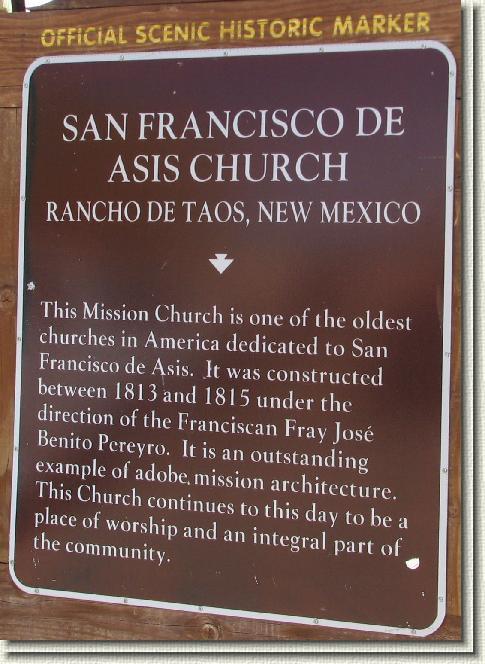 OFFICIAL SCENIC HISTORIC MARKER
SAN FRANCISCO DE
ASIS CHURCH
RANCHO DE TAOS, NEW MEXICO
This Mission Church is one of the oldest
churches in America dedicated to San
Francisco de Asis. It was constructed
between 1813 and 1815 under the
direction of the Franciscan Fray José
Benito Pereyro. It is an outstanding
example of adobe mission architecture.
This Church continues to this day to be a
place of worship and an integral part of
the community.